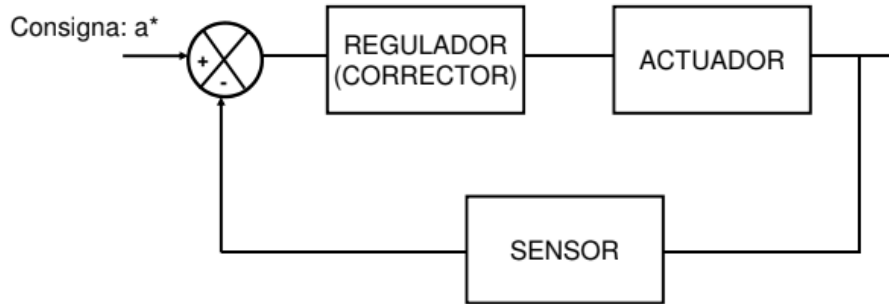 Consigna: a*
+
-
REGULADOR
(CORRECTOR)
ACTUADOR
SENSOR